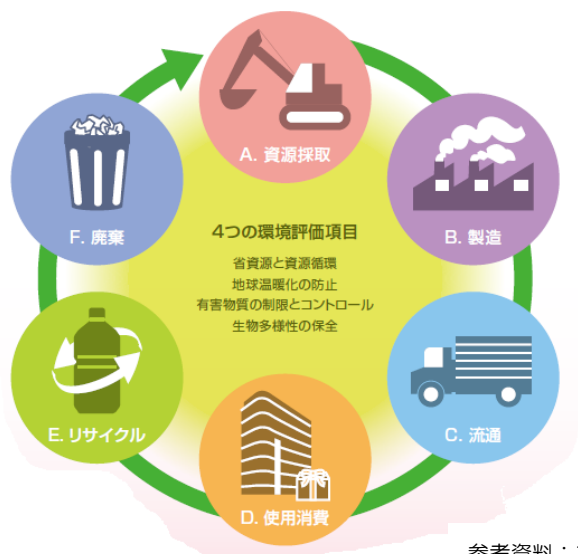 A. 資源採取
B. 製造
C. 流通
D. 使用消費
E. リサイクル
F. 廃棄
4つの環境評価項目
省資源と資源循環
地球温暖化の防止
有害物質の制限とコントロール
生物多様性の保全
参考資料：